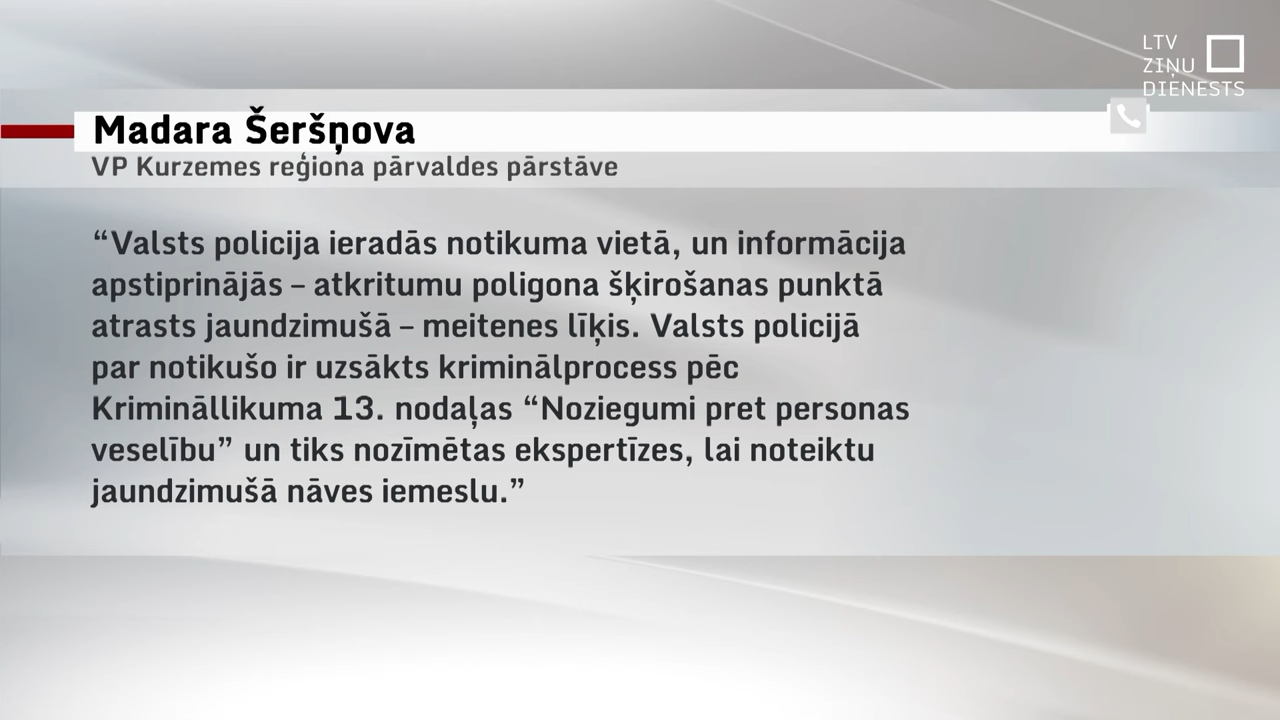 LTV
ZIŅU
DIENESTS
Madara Šeršņova
VP Kurzemes reģiona pārvaldes pārstāve
“Valsts policija ieradās notikuma vietā, un informācija
apstiprinājās – atkritumu poligona šķirošanas punktā
atrasts jaundzimušā – meitenes līķis. Valsts policijā
par notikušo ir uzsākts kriminālprocess pēc
Krimināllikuma 13. nodaļas “Noziegumi pret personas
veselību” un tiks nozīmētas ekspertīzes, lai noteiktu
jaundzimušā nāves iemeslu.”